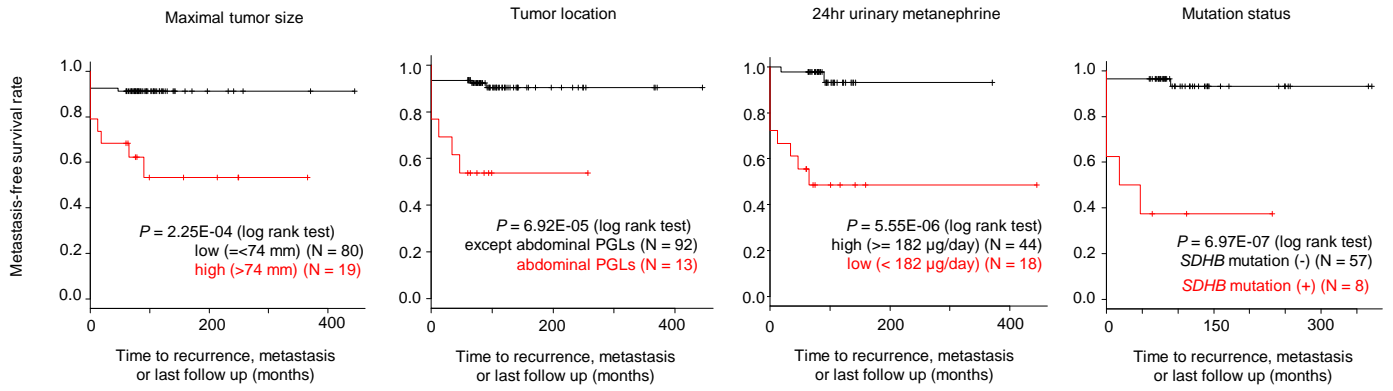 Maximal tumor size
Tumor location
24hr urinary metanephrine
Mutation status
Metastasis-free survival rate
1.0
0.8
0.6
0.4
0.2
0.0
P = 2.25E-04 (log rank test)
low (=<74 mm) (N = 80)
high (>74 mm) (N = 19)
0 200 400
Time to recurrence, metastasis
or last follow up (months)
1.0
0.8
0.6
0.4
0.2
0.0
P = 6.92E-05 (log rank test)
except abdominal PGLs (N = 92)
abdominal PGLs (N = 13)
0 200 400
Time to recurrence, metastasis
or last follow up (months)
1.0
0.8
0.6
0.4
0.2
0.0
P = 5.55E-06 (log rank test)
high (>= 182 µg/day) (N = 44)
low (< 182 µg/day) (N = 18)
0 200 400
Time to recurrence, metastasis
or last follow up (months)
1.0
0.8
0.6
0.4
0.2
0.0
P = 6.97E-07 (log rank test)
SDHB mutation (-) (N = 57)
SDHB mutation (+) (N = 8)
0 150 350
Time to recurrence, metastasis
or last follow up (months)